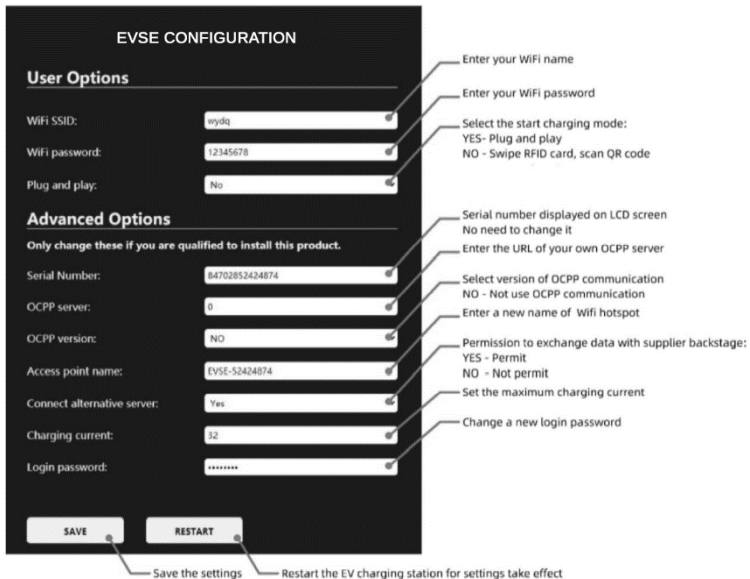 EVSE CONFIGURATION
User Options
WiFi SSID:
wydq
Enter your WiFi name
WiFi password:
12345678
Enter your WiFi password
Plug and play:
No
Select the start charging mode:
YES- Plug and play
NO - Swipe RFID card, scan QR code
Advanced Options
Only change these if you are qualified to install this product.
Serial Number:
84702852424874
Serial number displayed on LCD screen
No need to change it
OCPP server:
0
Enter the URL of your own OCPP server
OCPP version:
NO
Select version of OCPP communication
NO - Not use OCPP communication
Access point name:
EVSE-52424874
Enter a new name of Wifi hotspot
Connect alternative server:
Yes
Permission to exchange data with supplier backstage:
YES - Permit
NO - Not permit
Charging current:
32
Set the maximum charging current
Login password:
••••••••
Change a new login password
SAVE
RESTART
Save the settings
Restart the EV charging station for settings take effect